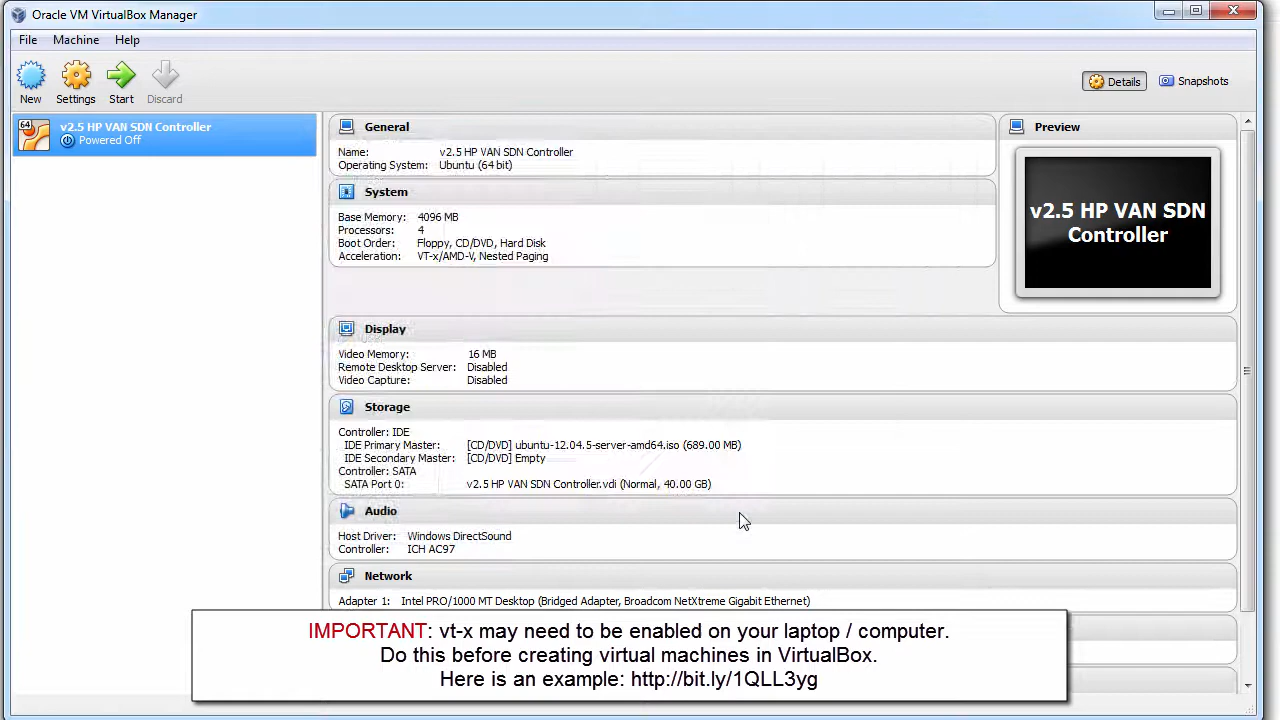 Oracle VM VirtualBox Manager
File Machine Help
New Settings Start Discard
Details Snapshots
64 v2.5 HP VAN SDN Controller
Powered Off
General
Name: v2.5 HP VAN SDN Controller
Operating System: Ubuntu (64 bit)
System
Base Memory: 4096 MB
Processors: 4
Boot Order: Floppy, CD/DVD, Hard Disk
Acceleration: VT-x/AMD-V, Nested Paging
Preview
v2.5 HP VAN SDN
Controller
Display
Video Memory: 16 MB
Remote Desktop Server: Disabled
Video Capture: Disabled
Storage
Controller: IDE
IDE Primary Master: [CD/DVD] ubuntu-12.04.5-server-amd64.iso (689.00 MB)
IDE Secondary Master: [CD/DVD] Empty
Controller: SATA
SATA Port 0: v2.5 HP VAN SDN Controller.vdi (Normal, 40.00 GB)
Audio
Host Driver: Windows DirectSound
Controller: ICH AC97
Network
Adapter 1: Intel PRO/1000 MT Desktop (Bridged Adapter, Broadcom NetXtreme Gigabit Ethernet)
IMPORTANT: vt-x may need to be enabled on your laptop / computer.
Do this before creating virtual machines in VirtualBox.
Here is an example: http://bit.ly/1QLL3yg